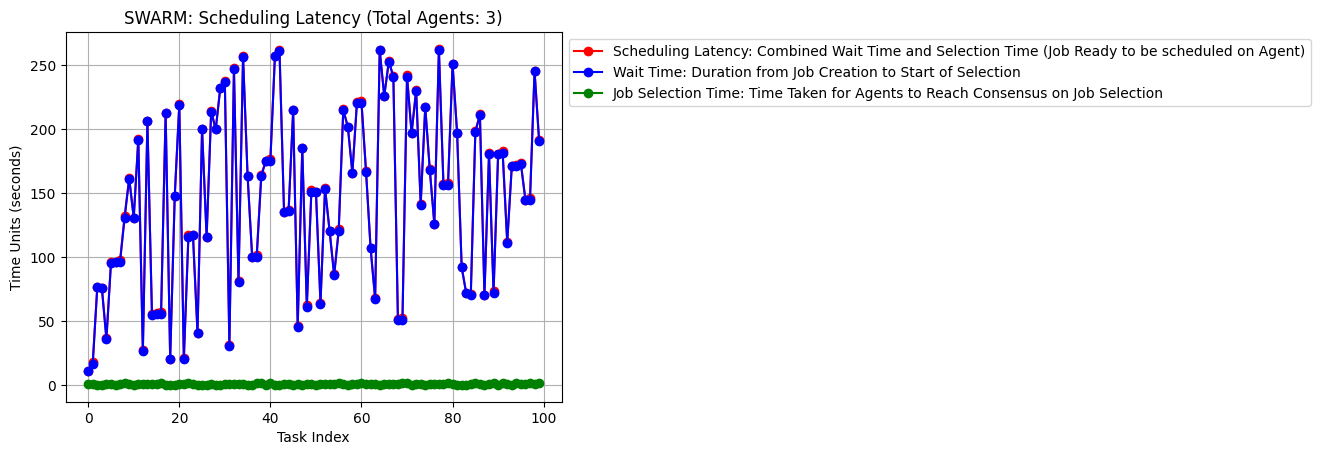 SWARM: Scheduling Latency (Total Agents: 3)
Scheduling Latency: Combined Wait Time and Selection Time (Job Ready to be scheduled on Agent)
Wait Time: Duration from Job Creation to Start of Selection
Job Selection Time: Time Taken for Agents to Reach Consensus on Job Selection
Time Units (seconds)
250
200
150
100
50
0
0 20 40 60 80 100
Task Index